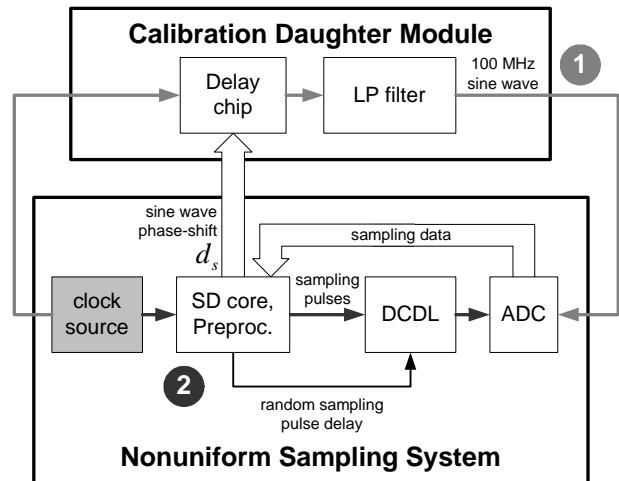 Calibration Daughter Module
Delay
chip
LP filter
100 MHz
sine wave
1
sine wave
phase-shift
d_s
sampling data
clock
source
SD core,
Preproc.
sampling
pulses
DCDL
ADC
2
random sampling
pulse delay
Nonuniform Sampling System